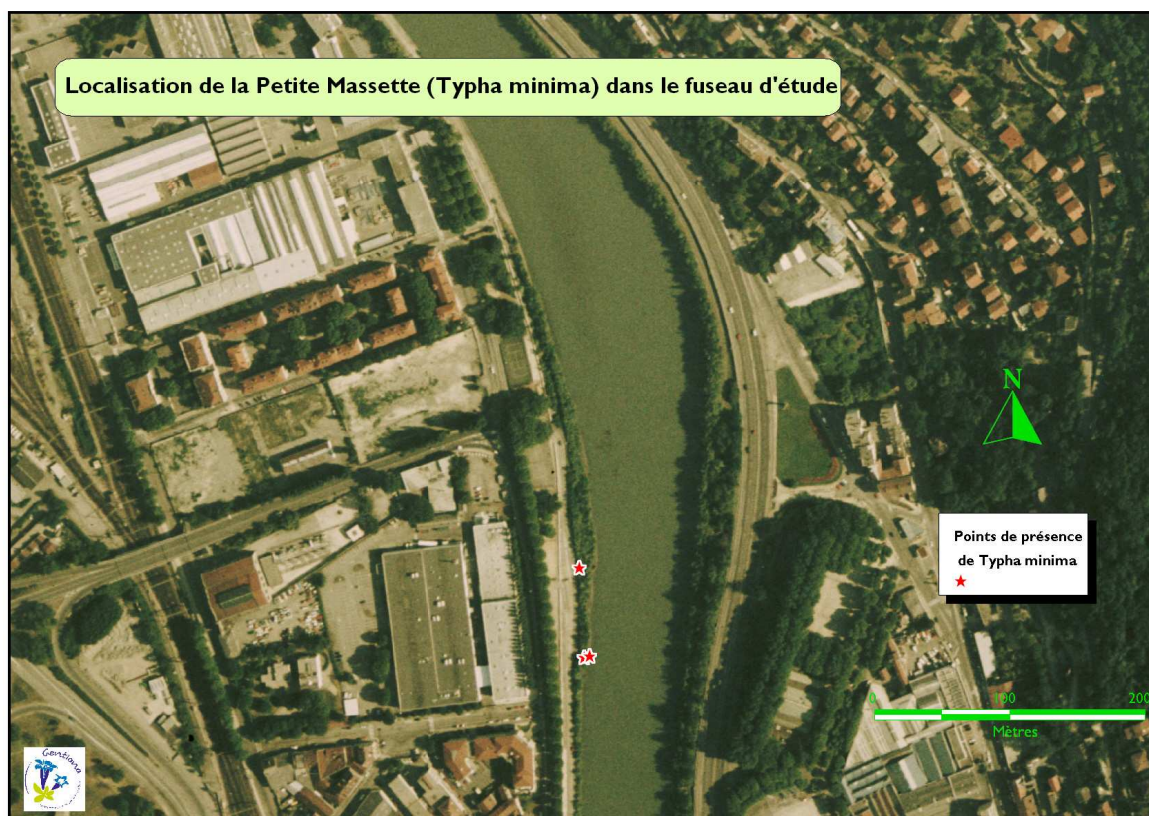 Localisation de la Petite Massette (Typha minima) dans le fuseau d'étude
N
Points de présence
de Typha minima
0 100 200
Mètres
Gentiana